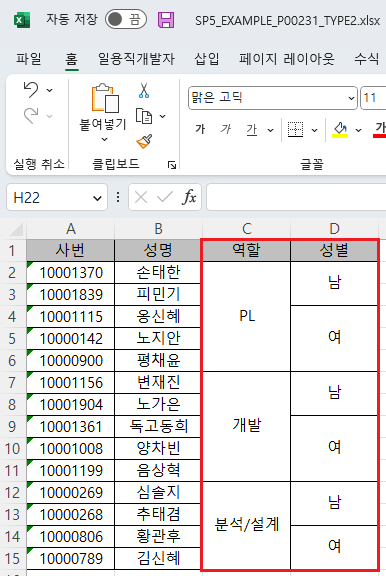 자동 저장 끔 SP5_EXAMPLE_P00231_TYPE2.xlsx
파일 홈 일용직개발자 삽입 페이지 레이아웃 수식
붙여넣기 맑은 고딕 11
가 가 가 가
실행 취소 클립보드 글꼴
H22 fx
A B C D
1 사번 성명 역할 성별
2 10001370 손태한 PL 남
3 10001839 피민기
4 10001115 옹신혜 여
5 10000142 노지안
6 10000900 평채윤
7 10001156 변재진 개발 남
8 10001904 노가은
9 10001361 독고동희 여
10 10001008 양차빈
11 10001199 음상혁
12 10000269 심솔지 분석/설계 남
13 10000268 추태겸
14 10000806 황관후 여
15 10000789 김신혜